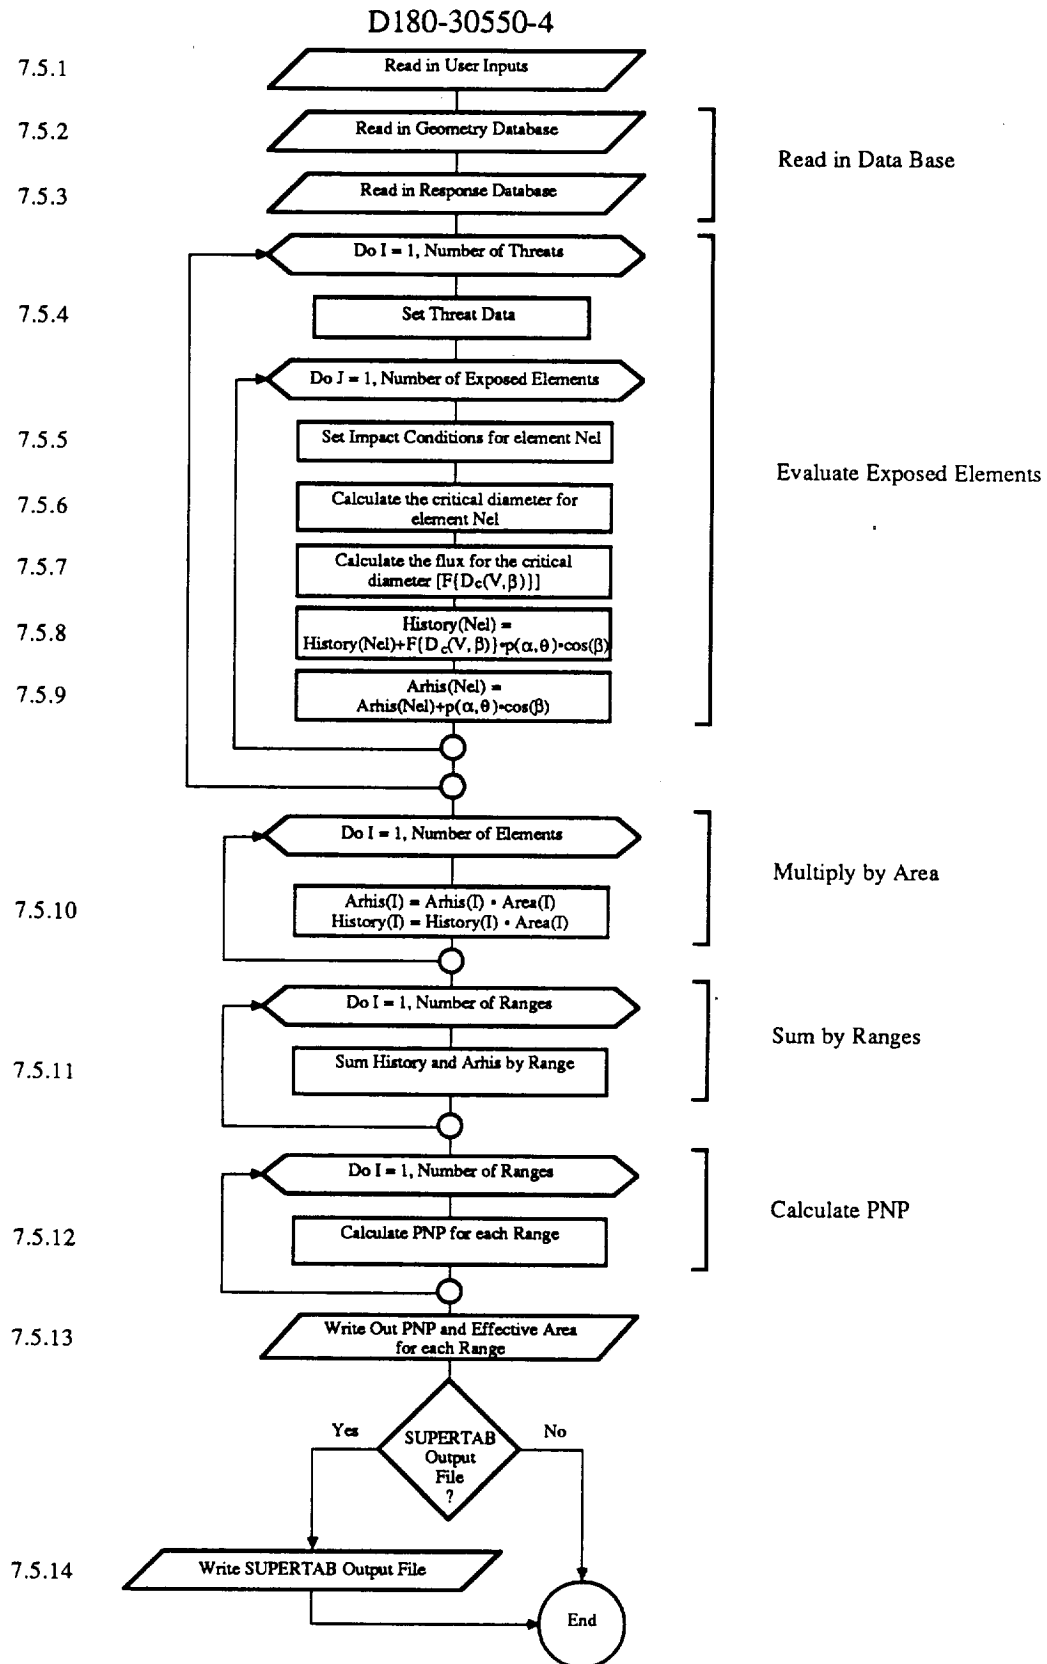 D180-30550-4
7.5.1
Read in User Inputs
7.5.2
Read in Geometry Database
Read in Data Base
7.5.3
Read in Response Database
Do I = 1, Number of Threats
7.5.4
Set Threat Data
Do J = 1, Number of Exposed Elements
7.5.5
Set Impact Conditions for element Nel
Evaluate Exposed Elements
7.5.6
Calculate the critical diameter for
element Nel
7.5.7
Calculate the flux for the critical
diameter [F{Dc(V,β)}]
7.5.8
History(Nel) =
History(Nel)+F{Dc(V,β)}•p(α,θ)•cos(β)
7.5.9
Arhis(Nel) =
Arhis(Nel)+p(α,θ)•cos(β)
Do I = 1, Number of Elements
Multiply by Area
7.5.10
Arhis(I) = Arhis(I) • Area(I)
History(I) = History(I) • Area(I)
Do I = 1, Number of Ranges
Sum by Ranges
7.5.11
Sum History and Arhis by Range
Do I = 1, Number of Ranges
Calculate PNP
7.5.12
Calculate PNP for each Range
7.5.13
Write Out PNP and Effective Area
for each Range
Yes
No
SUPERTAB
Output
File
?
7.5.14
Write SUPERTAB Output File
End